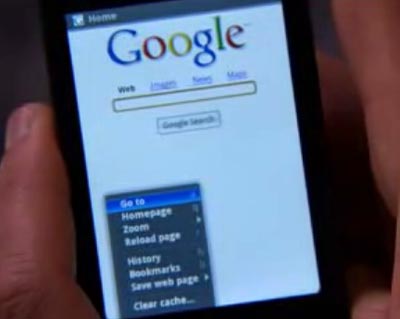 Home
Google
Web Images News Maps
Google Search
Go to
Homepage
Zoom
Reload page
History
Bookmarks
Save web page
Clear cache...